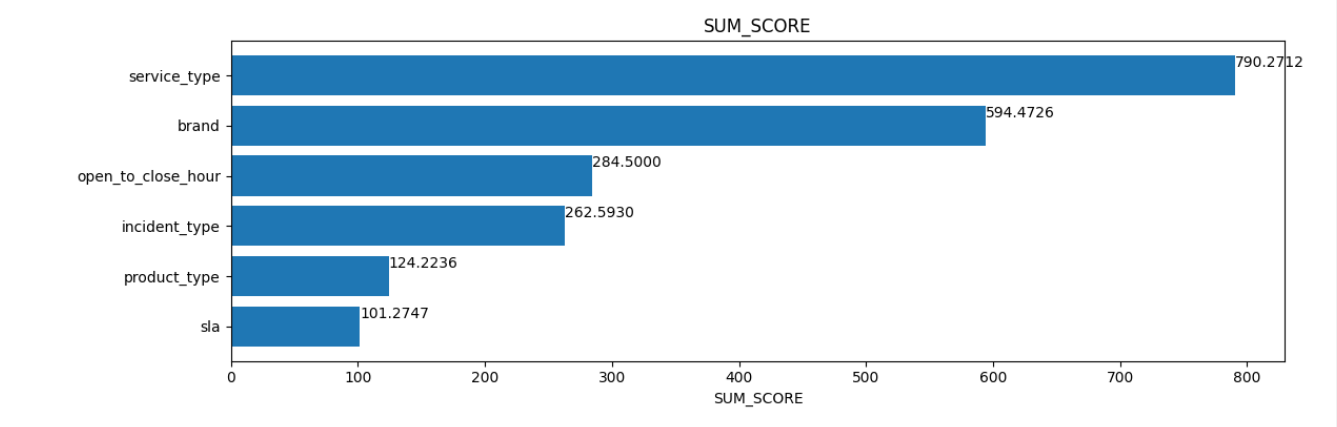 SUM_SCORE
service_type 790.2712
brand 594.4726
open_to_close_hour 284.5000
incident_type 262.5930
product_type 124.2236
sla 101.2747
0 100 200 300 400 500 600 700 800
SUM_SCORE